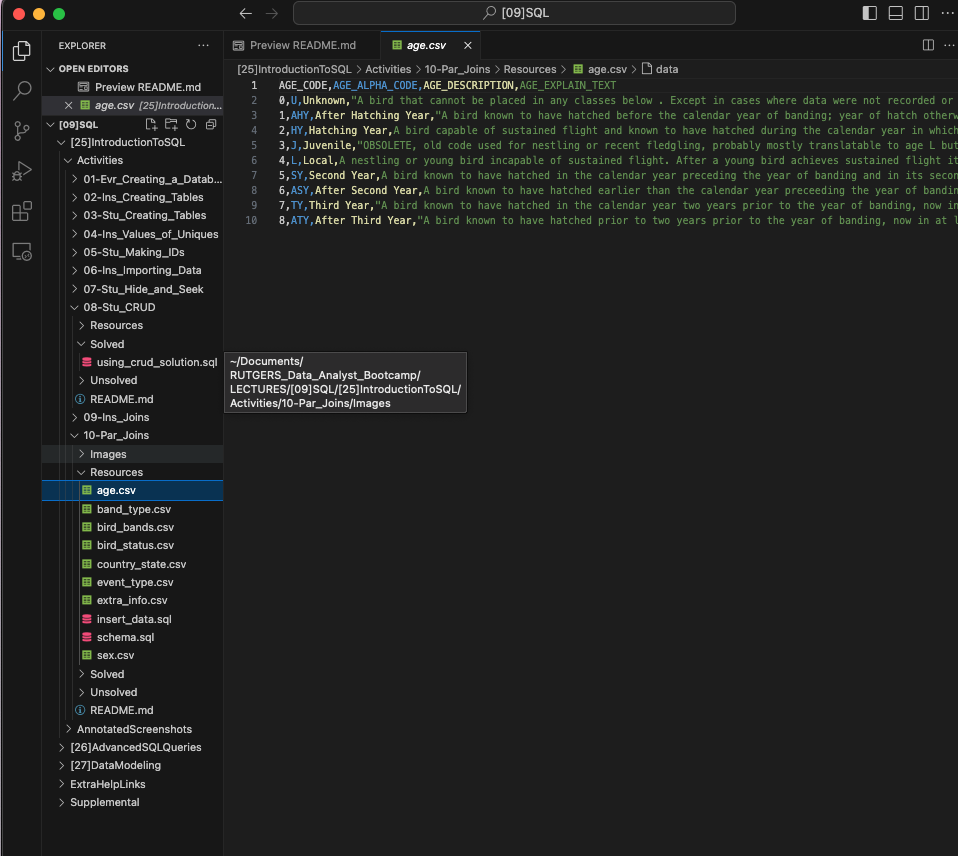 [09]SQL
EXPLORER
OPEN EDITORS
Preview README.md
age.csv [25]Introduction...
[09]SQL
[25]IntroductionToSQL
Activities
01-Evr_Creating_a_Datab...
02-Ins_Creating_Tables
03-Stu_Creating_Tables
04-Ins_Values_of_Uniques
05-Stu_Making_IDs
06-Ins_Importing_Data
07-Stu_Hide_and_Seek
08-Stu_CRUD
Resources
Solved
using_crud_solution.sql
Unsolved
README.md
09-Ins_Joins
10-Par_Joins
Images
Resources
age.csv
band_type.csv
bird_bands.csv
bird_status.csv
country_state.csv
event_type.csv
extra_info.csv
insert_data.sql
schema.sql
sex.csv
Solved
Unsolved
README.md
AnnotatedScreenshots
[26]AdvancedSQLQueries
[27]DataModeling
ExtraHelpLinks
Supplemental
Preview README.md
age.csv
[25]IntroductionToSQL > Activities > 10-Par_Joins > Resources > age.csv > data
1 AGE_CODE,AGE_ALPHA_CODE,AGE_DESCRIPTION,AGE_EXPLAIN_TEXT
2 0,U,Unknown,"A bird that cannot be placed in any classes below . Except in cases where data were not recorded or
3 1,AHY,After Hatching Year,"A bird known to have hatched before the calendar year of banding; year of hatch otherw
4 2,HY,Hatching Year,A bird capable of sustained flight and known to have hatched during the calendar year in which
5 3,J,Juvenile,"OBSOLETE, old code used for nestling or recent fledgling, probably mostly translatable to age L but
6 4,L,Local,A nestling or young bird incapable of sustained flight. After a young bird achieves sustained flight it
7 5,SY,Second Year,A bird known to have hatched in the calendar year preceding the year of banding and in its second
8 6,ASY,After Second Year,A bird known to have hatched earlier than the calendar year preceeding the year of bandin
9 7,TY,Third Year,"A bird known to have hatched in the calendar year two years prior to the year of banding, now in
10 8,ATY,After Third Year,"A bird known to have hatched prior to two years prior to the year of banding, now in at l
~/Documents/
RUTGERS_Data_Analyst_Bootcamp/
LECTURES/[09]SQL/[25]IntroductionToSQL/
Activities/10-Par_Joins/Images